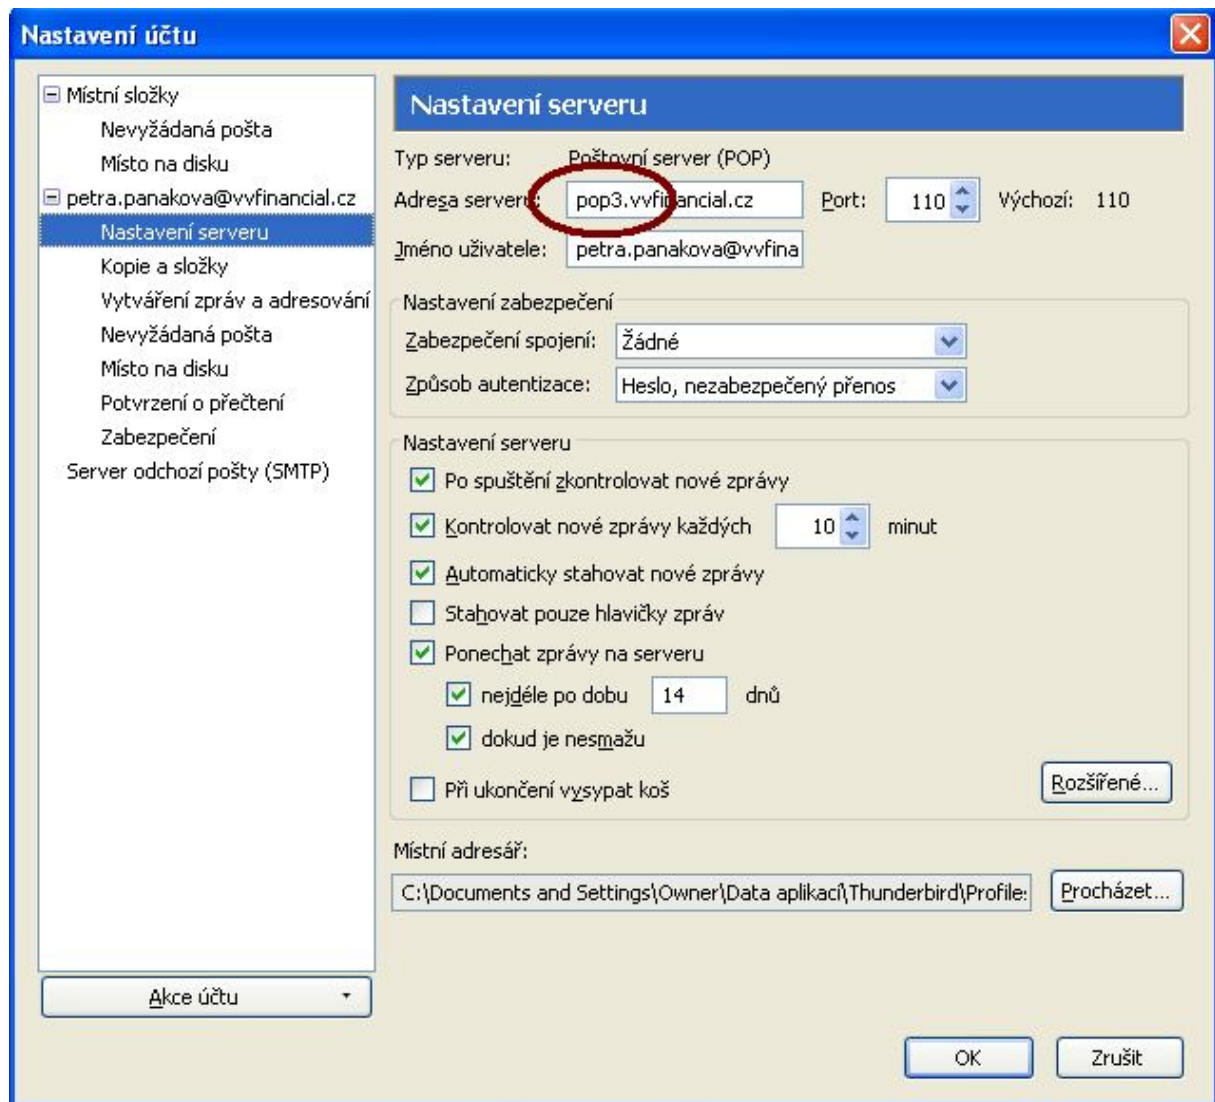 Nastavení účtu
Místní složky
Nevyžádaná pošta
Místo na disku
petra.panakova@vvfinancial.cz
Nastavení serveru
Kopie a složky
Vytváření zpráv a adresování
Nevyžádaná pošta
Místo na disku
Potvrzení o přečtení
Zabezpečení
Server odchozí pošty (SMTP)
Akce účtu
Nastavení serveru
Typ serveru: Poštovní server (POP)
Adresa serveru: pop3.vvfinancial.cz Port: 110 Výchozí: 110
Jméno uživatele: petra.panakova@vvfina
Nastavení zabezpečení
Zabezpečení spojení: Žádné
Způsob autentizace: Heslo, nezabezpečený přenos
Nastavení serveru
Po spuštění zkontrolovat nové zprávy
Kontrolovat nové zprávy každých 10 minut
Automaticky stahovat nové zprávy
Stahovat pouze hlavičky zpráv
Ponechat zprávy na serveru
nejdéle po dobu 14 dnů
dokud je nesmažu
Při ukončení vysypat koš Rozšířené...
Místní adresář:
C:\Documents and Settings\Owner\Data aplikací\Thunderbird\Profile: Procházet...
OK Zrušit